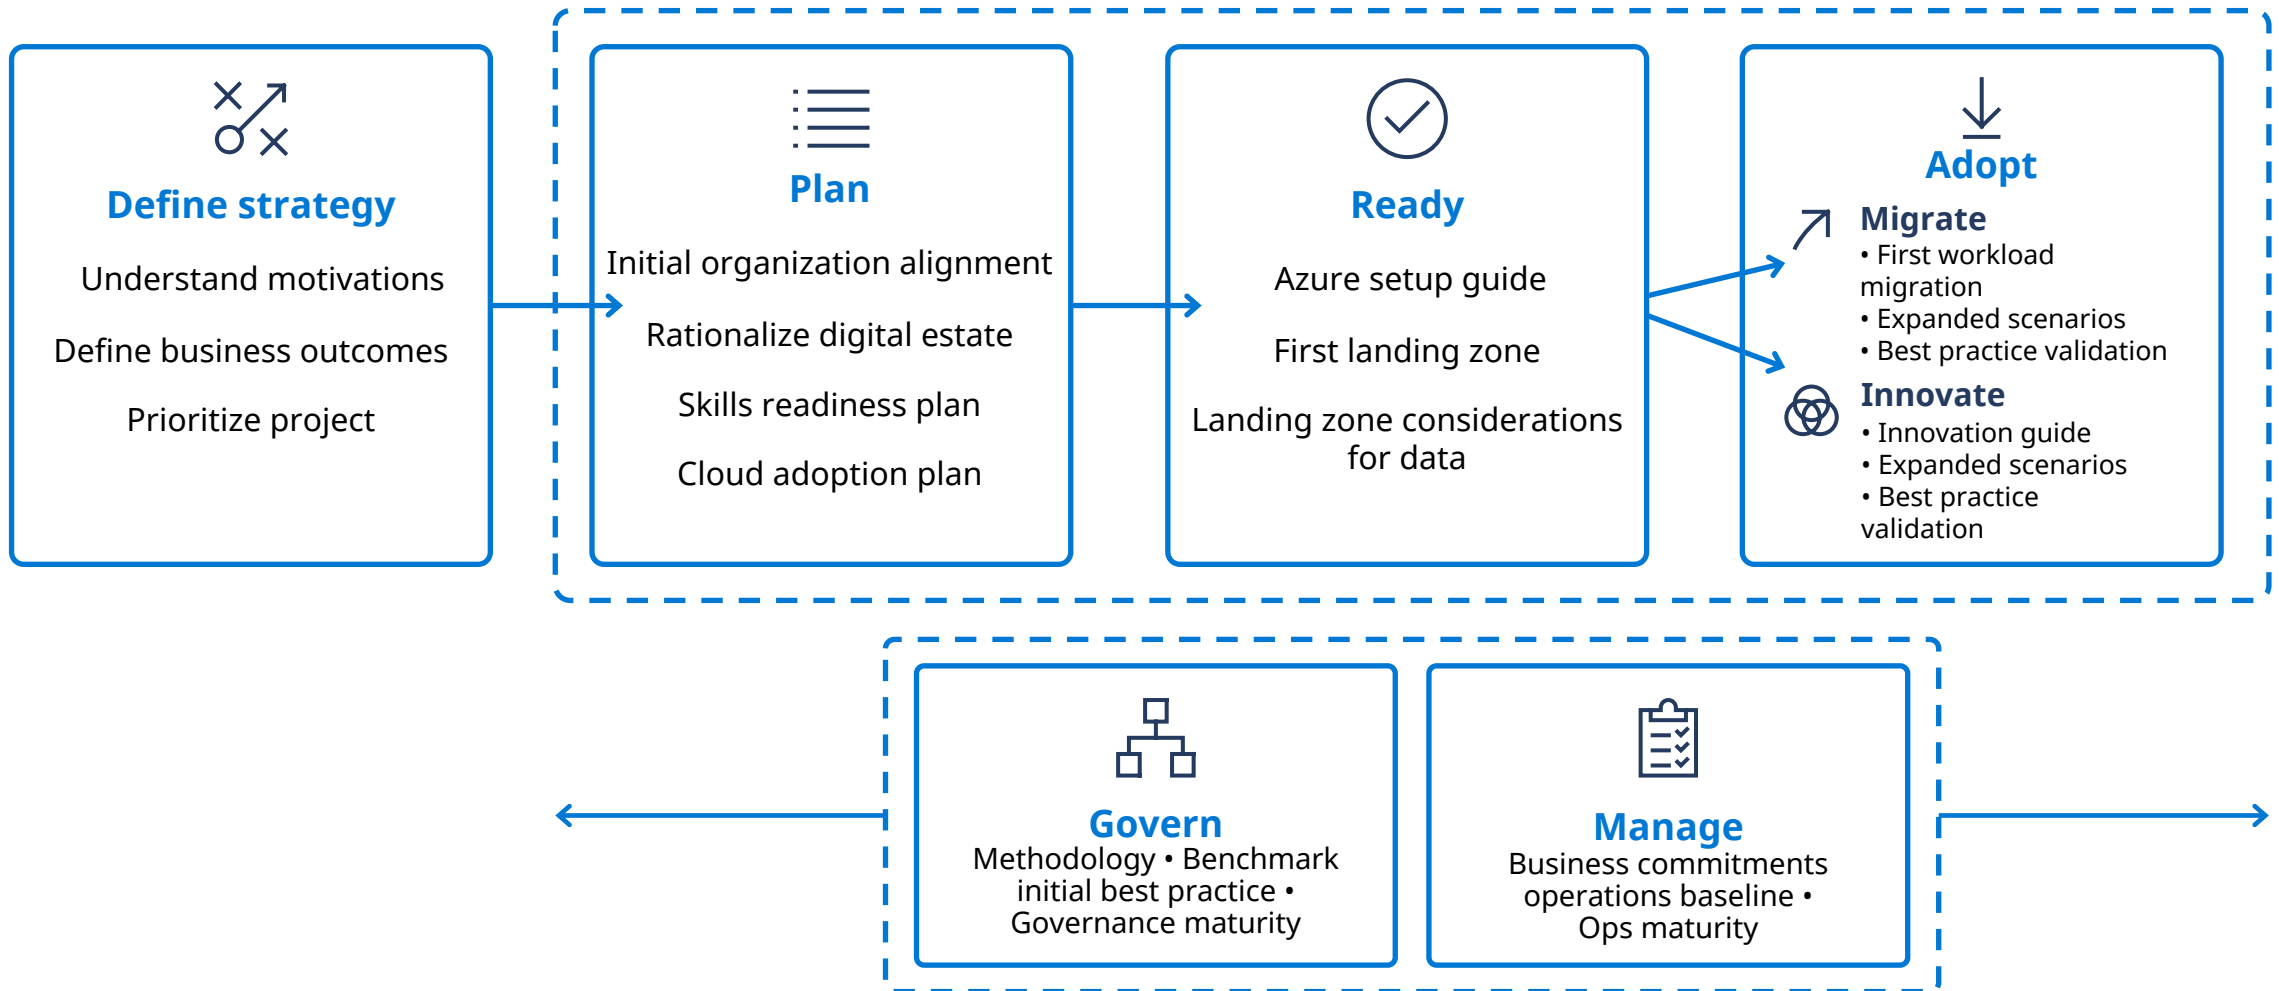 Define strategy
Understand motivations
Define business outcomes
Prioritize project
Plan
Initial organization alignment
Rationalize digital estate
Skills readiness plan
Cloud adoption plan
Ready
Azure setup guide
First landing zone
Landing zone considerations
for data
Adopt
Migrate
• First workload
migration
• Expanded scenarios
• Best practice validation
Innovate
• Innovation guide
• Expanded scenarios
• Best practice
validation
Govern
Methodology • Benchmark
initial best practice •
Governance maturity
Manage
Business commitments
operations baseline •
Ops maturity